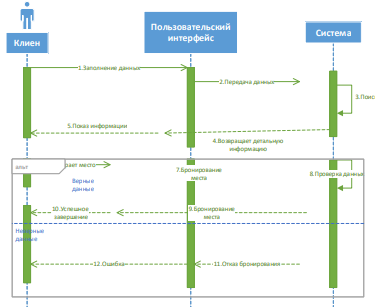 Клиен
Пользовательский
интерфейс
Система
1.Заполнение данных
2.Передача данных
3.Поис
4.Возвращает детальную
информацию
5.Показ информации
альт
ает место
7.Бронирование
места
8.Проверка данных
Верные
данные
9.Бронирование
места
10.Успешное
завершение
Неверные
данные
11.Отказ бронирования
12.Ошибка